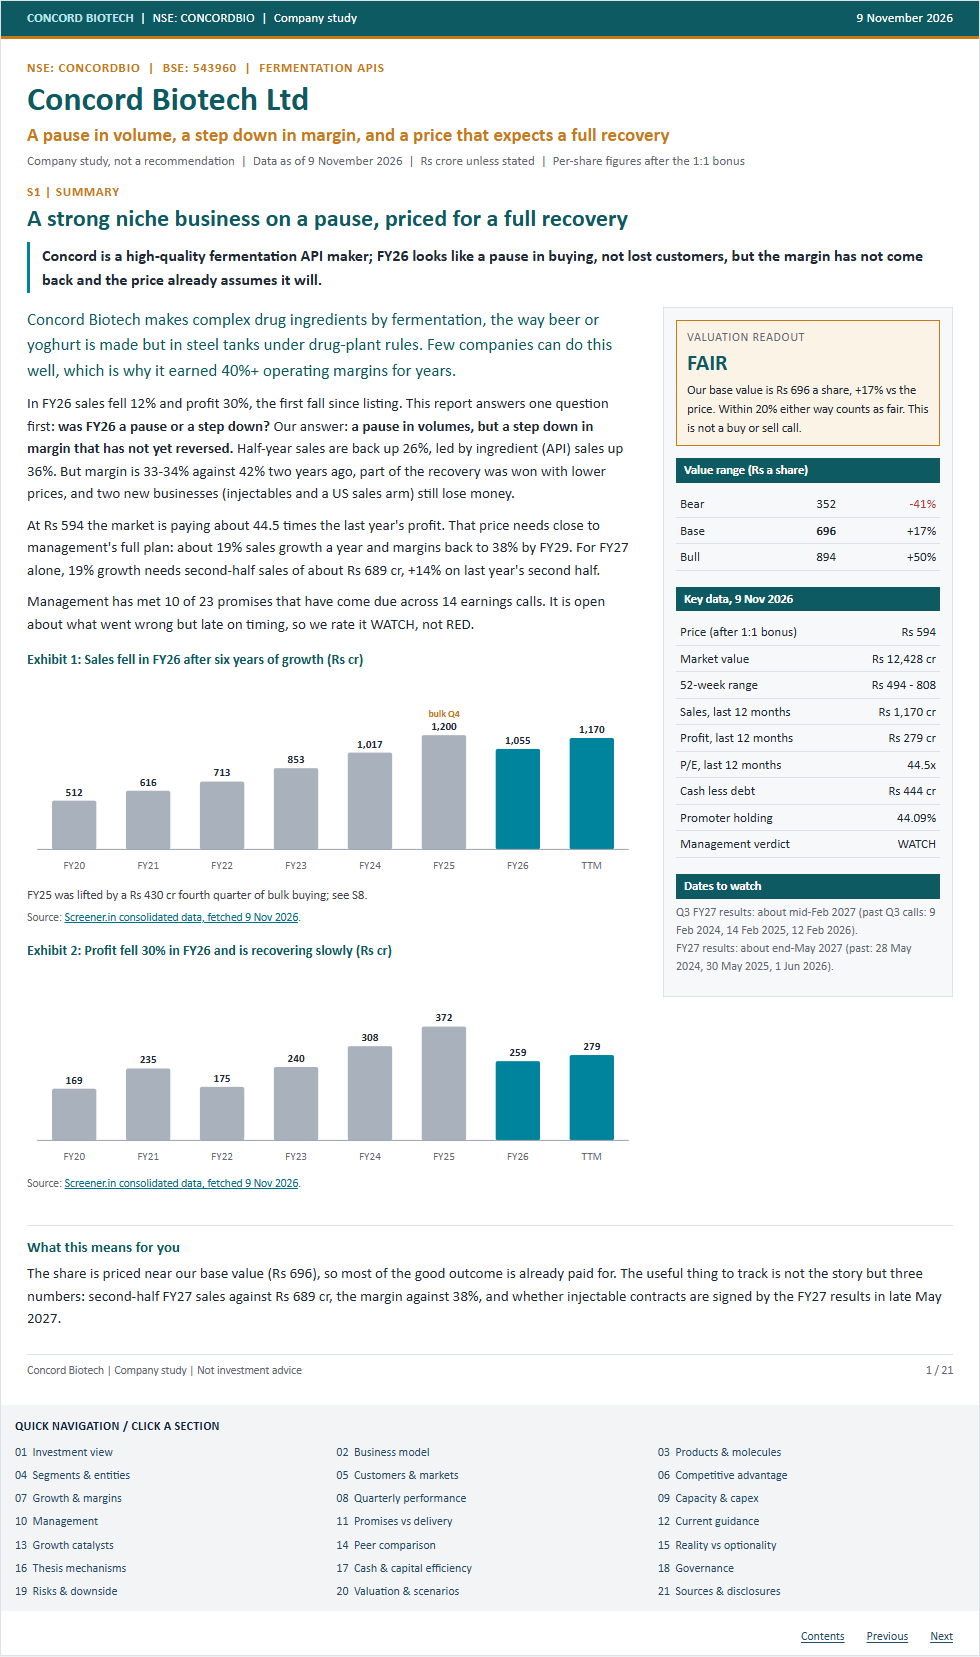 CONCORD BIOTECH | NSE: CONCORDBIO | Company study
9 November 2026
NSE: CONCORDBIO | BSE: 543960 | FERMENTATION APIS
Concord Biotech Ltd
A pause in volume, a step down in margin, and a price that expects a full recovery
Company study, not a recommendation | Data as of 9 November 2026 | Rs crore unless stated | Per-share figures after the 1:1 bonus
S1 | SUMMARY
A strong niche business on a pause, priced for a full recovery
Concord is a high-quality fermentation API maker; FY26 looks like a pause in buying, not lost customers, but the margin has not come
back and the price already assumes it will.
Concord Biotech makes complex drug ingredients by fermentation, the way beer or
yoghurt is made but in steel tanks under drug-plant rules. Few companies can do this
well, which is why it earned 40%+ operating margins for years.
In FY26 sales fell 12% and profit 30%, the first fall since listing. This report answers one question
first: was FY26 a pause or a step down? Our answer: a pause in volumes, but a step down in
margin that has not yet reversed. Half-year sales are back up 26%, led by ingredient (API) sales up
36%. But margin is 33-34% against 42% two years ago, part of the recovery was won with lower
prices, and two new businesses (injectables and a US sales arm) still lose money.
At Rs 594 the market is paying about 44.5 times the last year's profit. That price needs close to
management's full plan: about 19% sales growth a year and margins back to 38% by FY29. For FY27
alone, 19% growth needs second-half sales of about Rs 689 cr, +14% on last year's second half.
Management has met 10 of 23 promises that have come due across 14 earnings calls. It is open
about what went wrong but late on timing, so we rate it WATCH, not RED.
Exhibit 1: Sales fell in FY26 after six years of growth (Rs cr)
bulk Q4
512
616
713
853
1,017
1,200
1,055
1,170
FY20
FY21
FY22
FY23
FY24
FY25
FY26
TTM
FY25 was lifted by a Rs 430 cr fourth quarter of bulk buying; see S8.
Source: Screener.in consolidated data, fetched 9 Nov 2026.
Exhibit 2: Profit fell 30% in FY26 and is recovering slowly (Rs cr)
169
235
175
240
308
372
259
279
FY20
FY21
FY22
FY23
FY24
FY25
FY26
TTM
Source: Screener.in consolidated data, fetched 9 Nov 2026.
VALUATION READOUT
FAIR
Our base value is Rs 696 a share, +17% vs the
price. Within 20% either way counts as fair. This
is not a buy or sell call.
Value range (Rs a share)
Bear 352 -41%
Base 696 +17%
Bull 894 +50%
Key data, 9 Nov 2026
Price (after 1:1 bonus) Rs 594
Market value Rs 12,428 cr
52-week range Rs 494 - 808
Sales, last 12 months Rs 1,170 cr
Profit, last 12 months Rs 279 cr
P/E, last 12 months 44.5x
Cash less debt Rs 444 cr
Promoter holding 44.09%
Management verdict WATCH
Dates to watch
Q3 FY27 results: about mid-Feb 2027 (past Q3 calls: 9
Feb 2024, 14 Feb 2025, 12 Feb 2026).
FY27 results: about end-May 2027 (past: 28 May
2024, 30 May 2025, 1 Jun 2026).
What this means for you
The share is priced near our base value (Rs 696), so most of the good outcome is already paid for. The useful thing to track is not the story but three
numbers: second-half FY27 sales against Rs 689 cr, the margin against 38%, and whether injectable contracts are signed by the FY27 results in late May
2027.
Concord Biotech | Company study | Not investment advice
1 / 21
QUICK NAVIGATION / CLICK A SECTION
01 Investment view
02 Business model
03 Products & molecules
04 Segments & entities
05 Customers & markets
06 Competitive advantage
07 Growth & margins
08 Quarterly performance
09 Capacity & capex
10 Management
11 Promises vs delivery
12 Current guidance
13 Growth catalysts
14 Peer comparison
15 Reality vs optionality
16 Thesis mechanisms
17 Cash & capital efficiency
18 Governance
19 Risks & downside
20 Valuation & scenarios
21 Sources & disclosures
Contents
Previous
Next